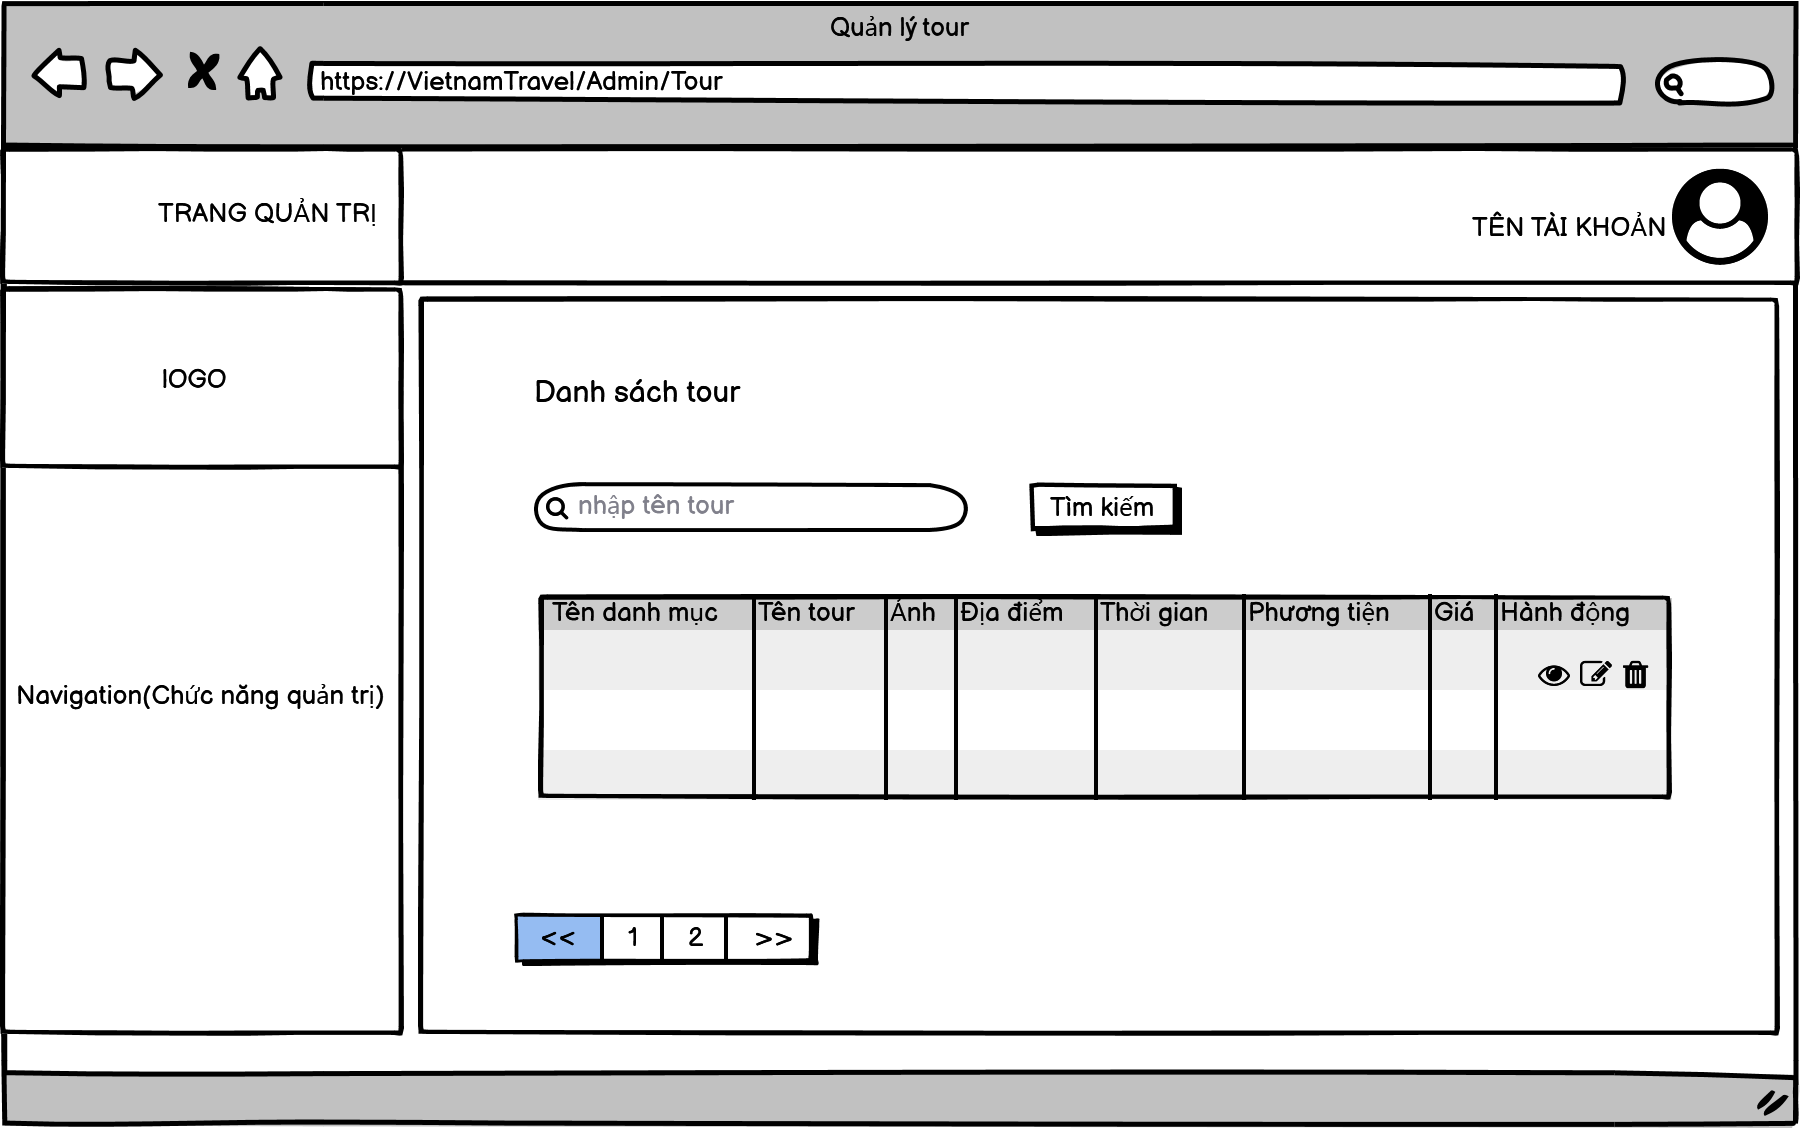 Quản lý tour
https://VietnamTravel/Admin/Tour
TRANG QUẢN TRỊ
TÊN TÀI KHOẢN
lOGO
Danh sách tour
nhập tên tour
Tìm kiếm
Tên danh mục Tên tour Ảnh Địa điểm Thời gian Phương tiện Giá Hành động
Navigation(Chức năng quản trị)
<< 1 2 >>